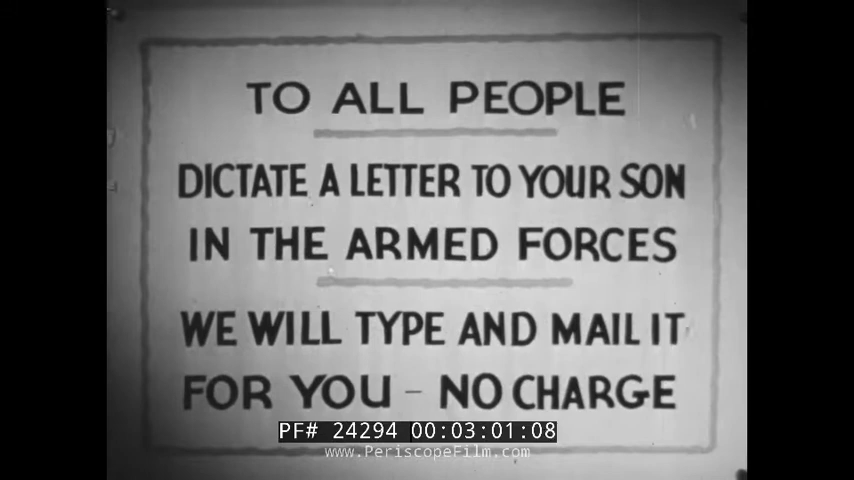 TO ALL PEOPLE
DICTATE A LETTER TO YOUR SON
IN THE ARMED FORCES
WE WILL TYPE AND MAIL IT
FOR YOU - NO CHARGE
PF# 24294 00:03:01:08
www.PeriscopeFilm.com